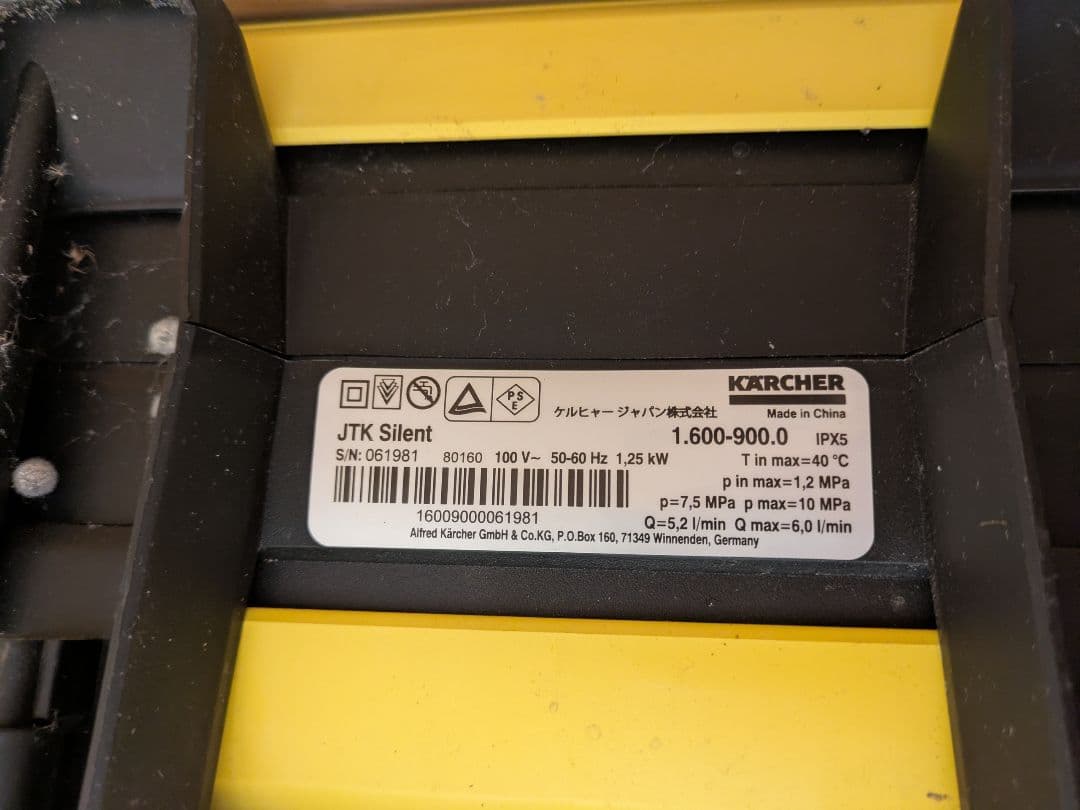 PS
E
ケルヒャー ジャパン株式会社
KÄRCHER
Made in China
JTK Silent
1.600-900.0 IPX5
S/N: 061981 80160 100 V~ 50-60 Hz 1,25 kW
T in max=40 °C
p in max=1,2 MPa
p=7,5 MPa p max=10 MPa
16009000061981
Q=5,2 l/min Q max=6,0 l/min
Alfred Kärcher GmbH & Co.KG, P.O.Box 160, 71349 Winnenden, Germany